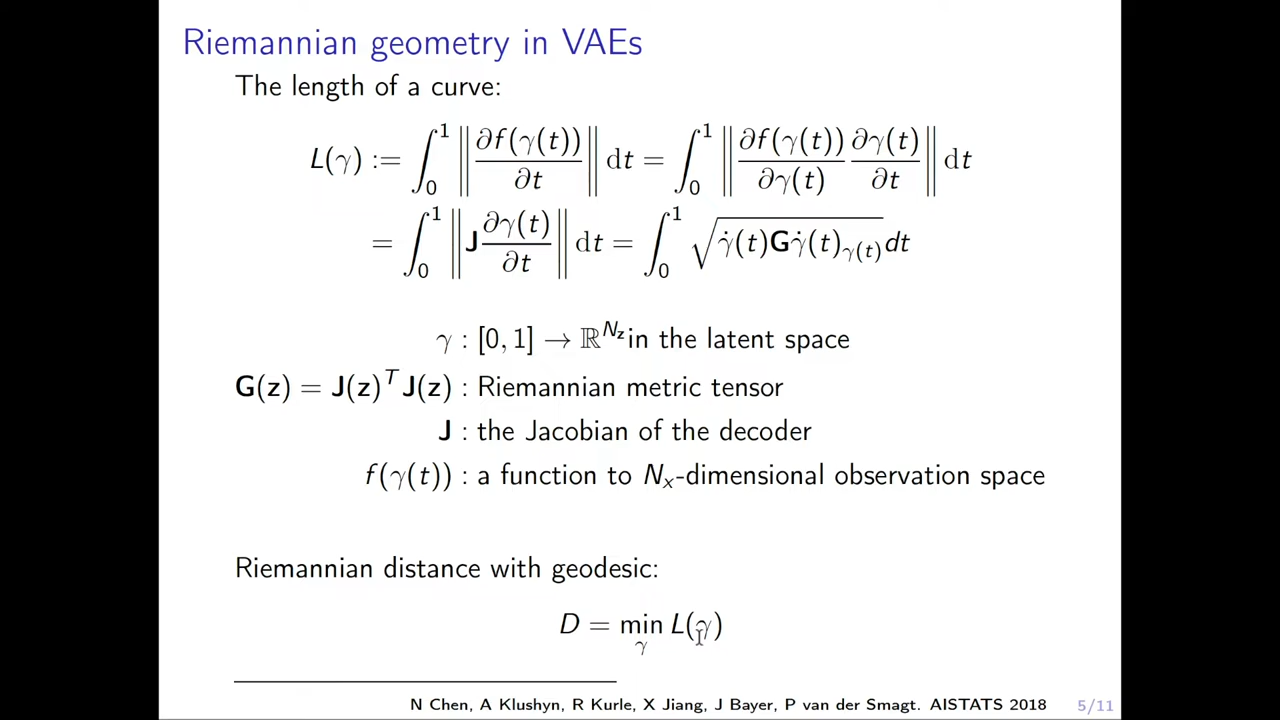 Riemannian geometry in VAEs
The length of a curve:
L(γ) := ∫₀¹ ‖∂f(γ(t))/∂t‖ dt = ∫₀¹ ‖∂f(γ(t))/∂γ(t) ∂γ(t)/∂t‖ dt
= ∫₀¹ ‖J ∂γ(t)/∂t‖ dt = ∫₀¹ √(γ̇(t)Gγ̇(t)_γ(t)) dt
γ : [0, 1] → ℝ^N_z in the latent space
G(z) = J(z)ᵀJ(z) : Riemannian metric tensor
J : the Jacobian of the decoder
f(γ(t)) : a function to Nₓ-dimensional observation space
Riemannian distance with geodesic:
D = min_γ L(γ)
N Chen, A Klushyn, R Kurle, X Jiang, J Bayer, P van der Smagt. AISTATS 2018 5/11